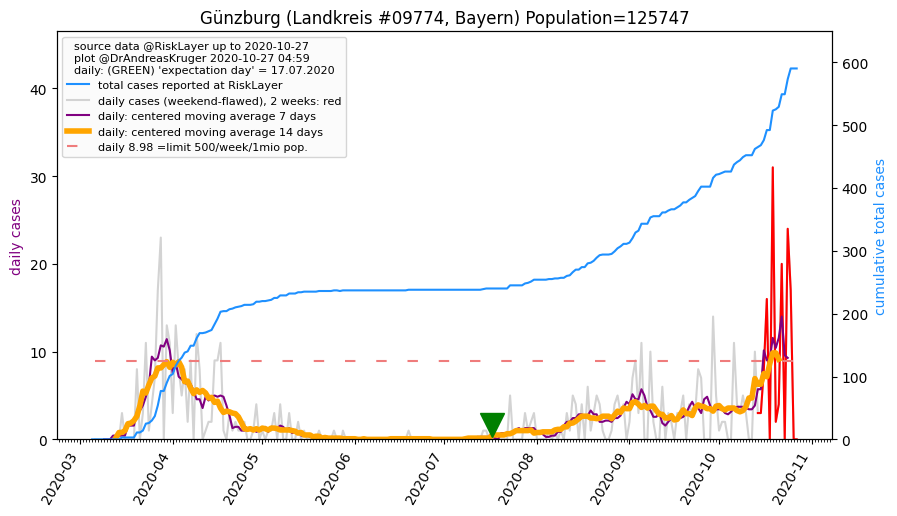 Günzburg (Landkreis #09774, Bayern) Population=125747
source data @RiskLayer up to 2020-10-27
plot @DrAndreasKruger 2020-10-27 04:59
daily: (GREEN) 'expectation day' = 17.07.2020
total cases reported at RiskLayer
daily cases (weekend-flawed), 2 weeks: red
daily: centered moving average 7 days
daily: centered moving average 14 days
daily 8.98 =limit 500/week/1mio pop.
daily cases
40
30
20
10
0
cumulative total cases
600
500
400
300
200
100
0
2020-03
2020-04
2020-05
2020-06
2020-07
2020-08
2020-09
2020-10
2020-11